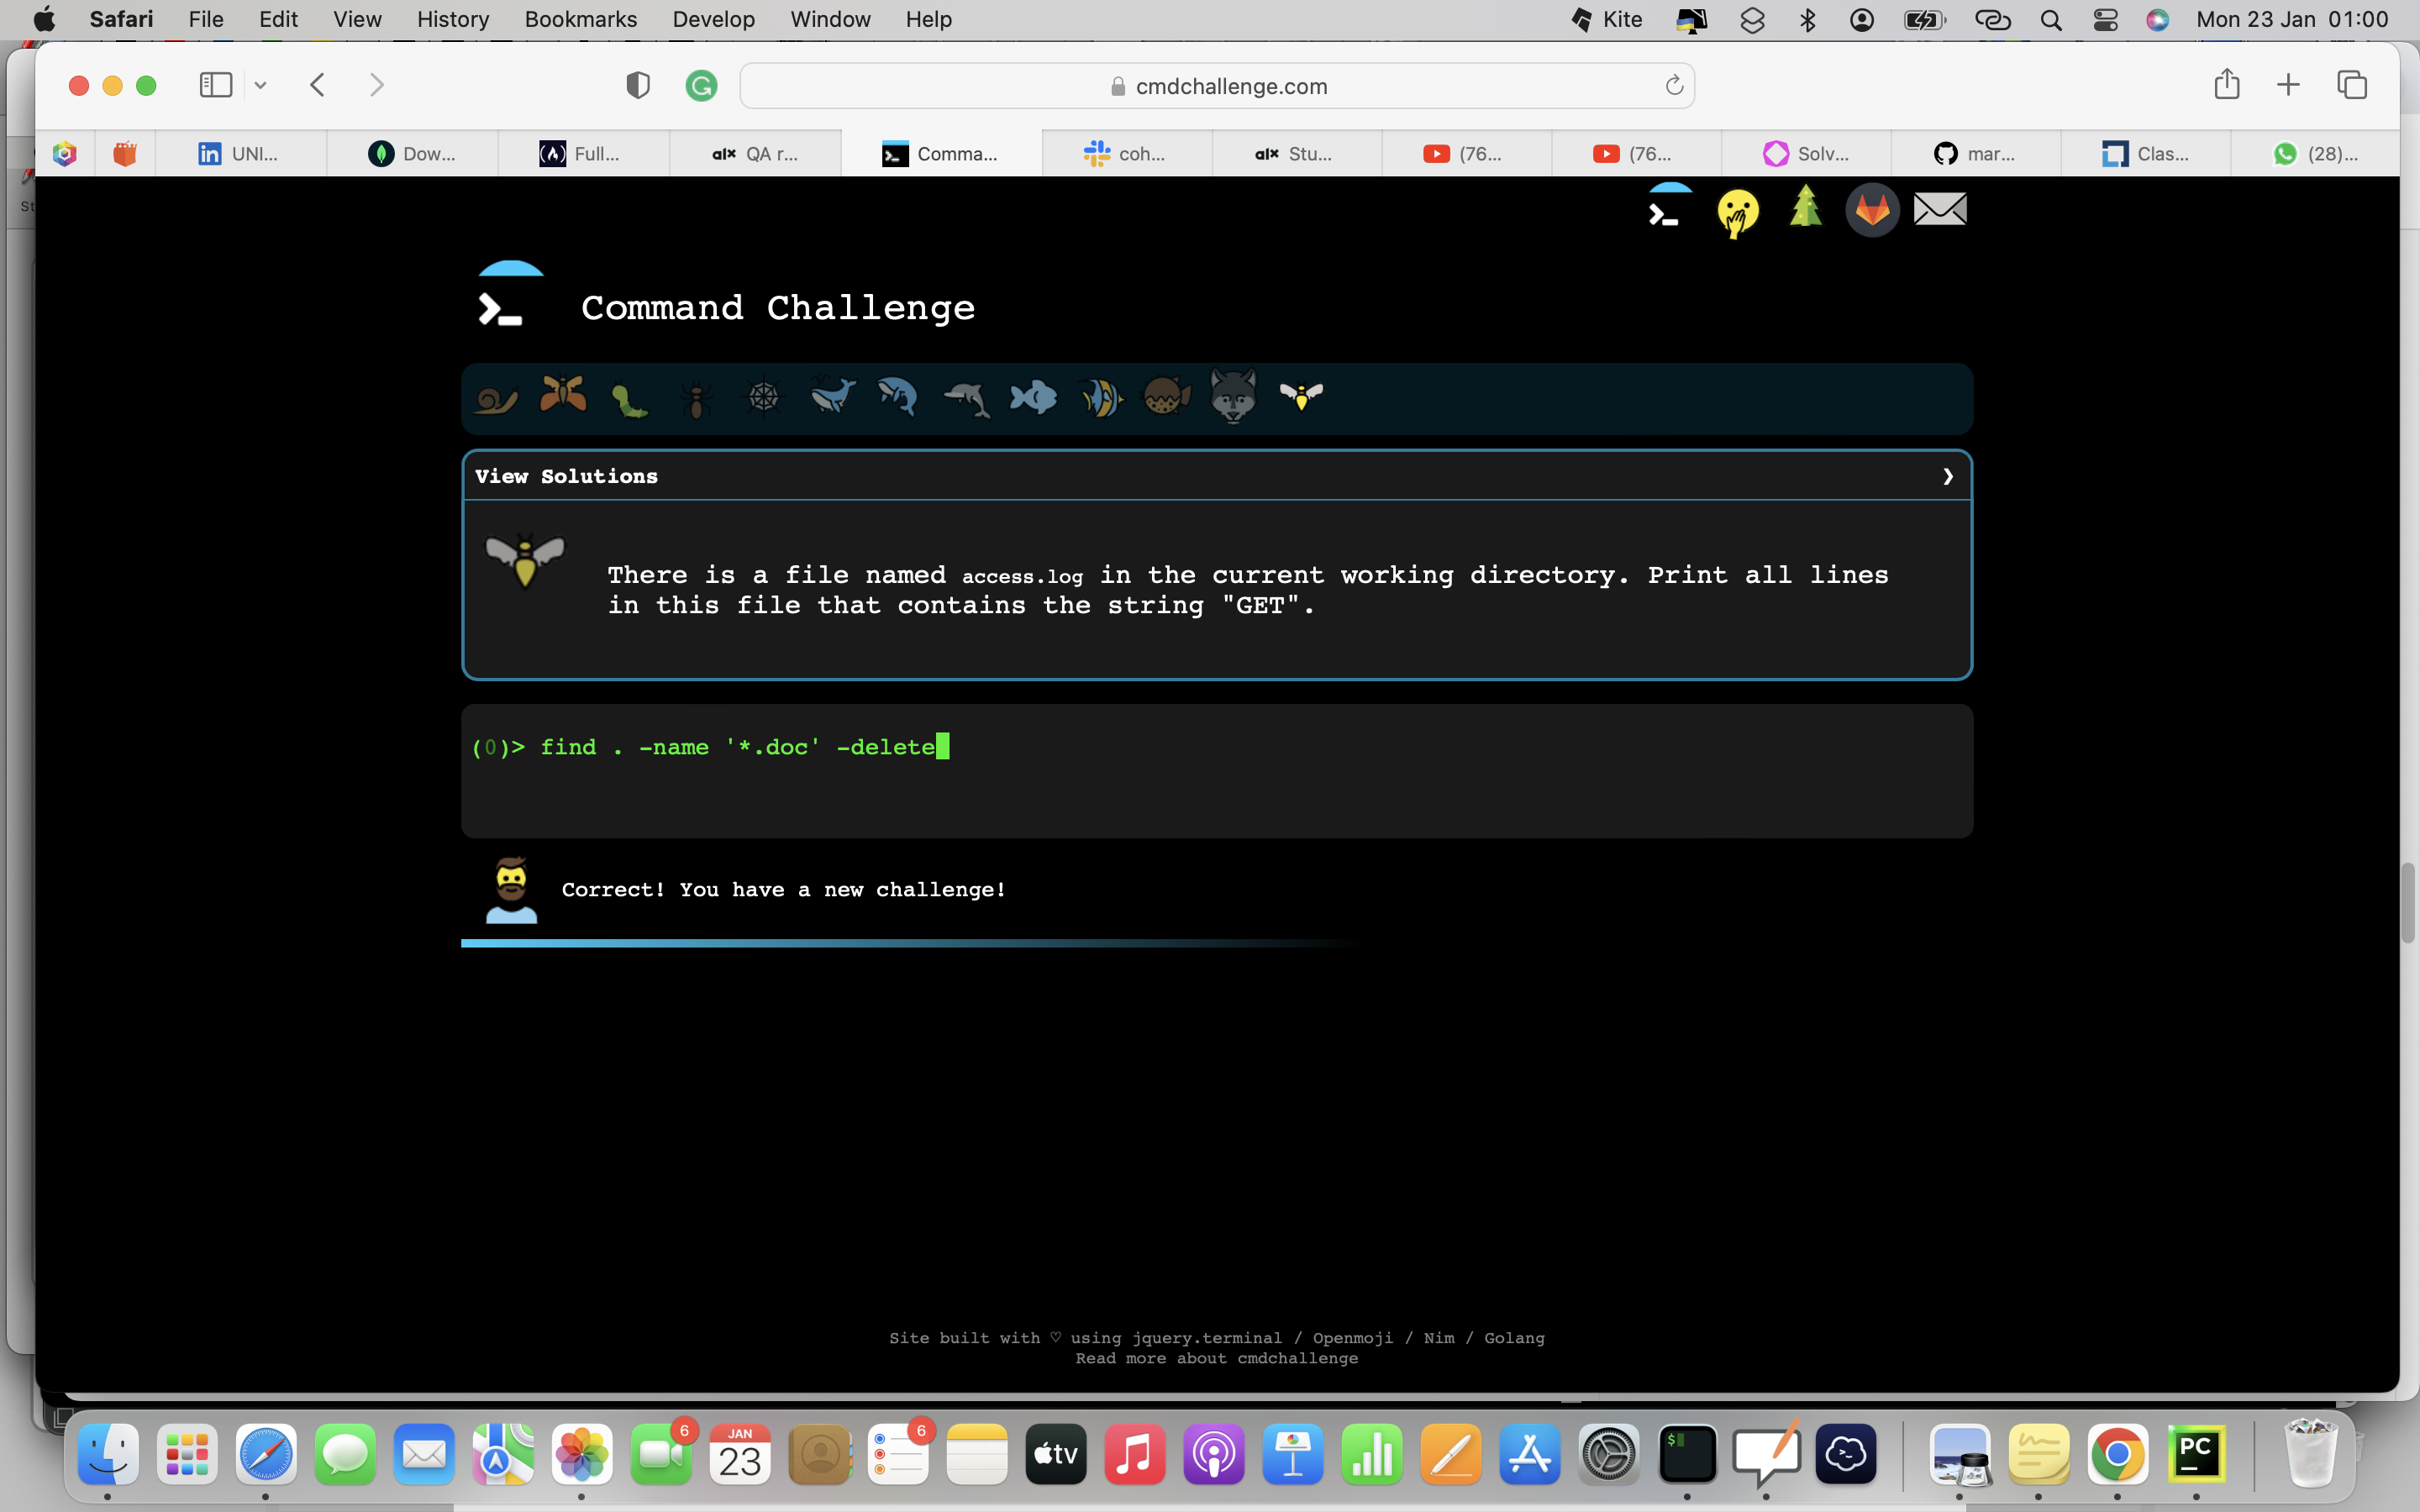 Safari File Edit View History Bookmarks Develop Window Help Kite Mon 23 Jan 01:00
cmdchallenge.com
UNI... Dow... Full... alx QA r... Comma... coh... alx Stu... (76... (76... Solv... mar... Clas... (28)...
St
Command Challenge
View Solutions
There is a file named access.log in the current working directory. Print all lines
in this file that contains the string "GET".
(0)> find . -name '*.doc' -delete
Correct! You have a new challenge!
Site built with ♡ using jquery.terminal / Openmoji / Nim / Golang
Read more about cmdchallenge
6 JAN 23 6 tv $ PC